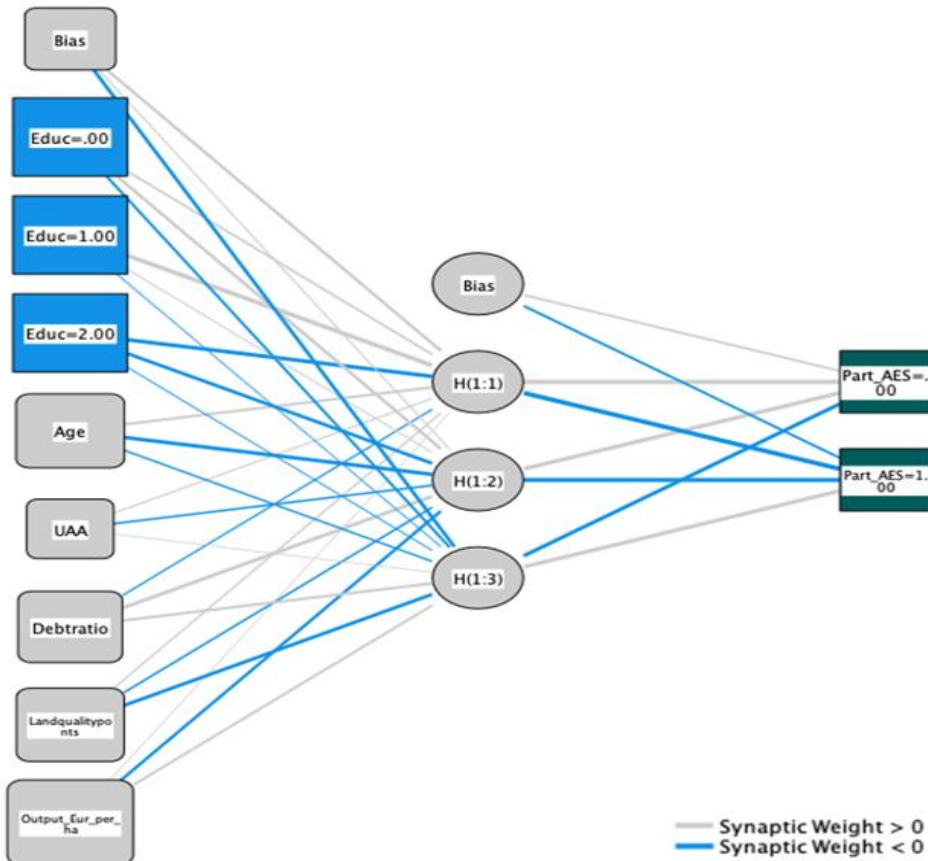 Bias
Educ=.00
Educ=1.00
Educ=2.00
Age
UAA
Debtratio
Landqualitypo
nts
Output_Eur_per_
ha
Bias
H(1:1)
H(1:2)
H(1:3)
Part_AES=.
00
Part_AES=1.
00
Synaptic Weight > 0
Synaptic Weight < 0